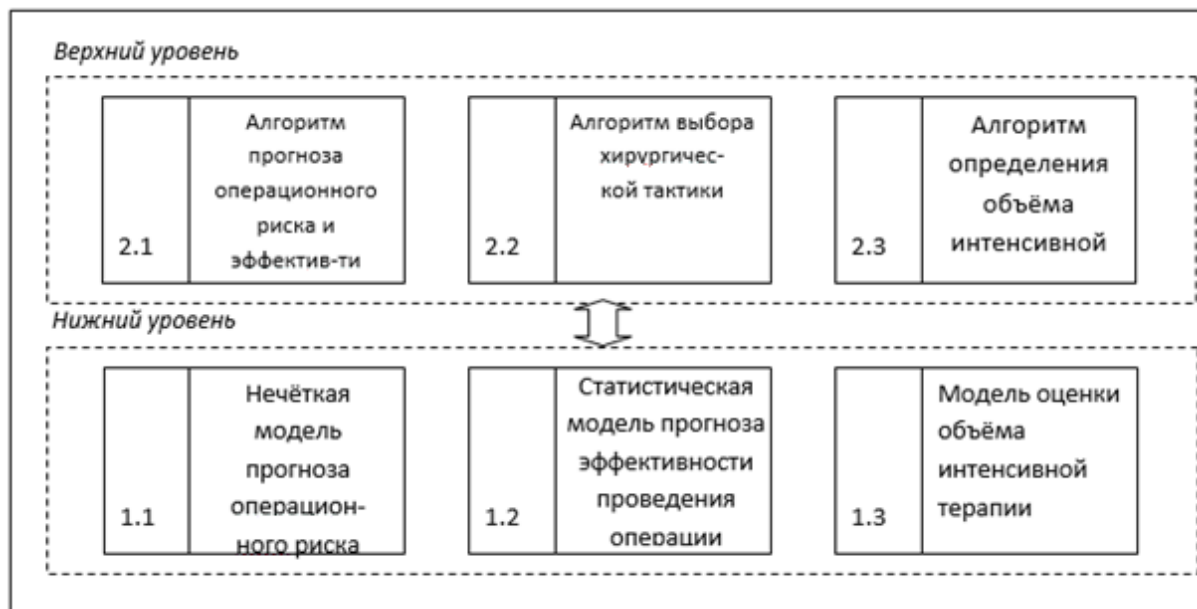 Верхний уровень
2.1
Алгоритм
прогноза
операционного
риска и
эффектив-ти
2.2
Алгоритм выбора
хирургичес-
кой тактики
2.3
Алгоритм
определения
объёма
интенсивной
Нижний уровень
1.1
Нечёткая
модель
прогноза
операцион-
ного риска
1.2
Статистическая
модель прогноза
эффективности
проведения
операции
1.3
Модель оценки
объёма
интенсивной
терапии